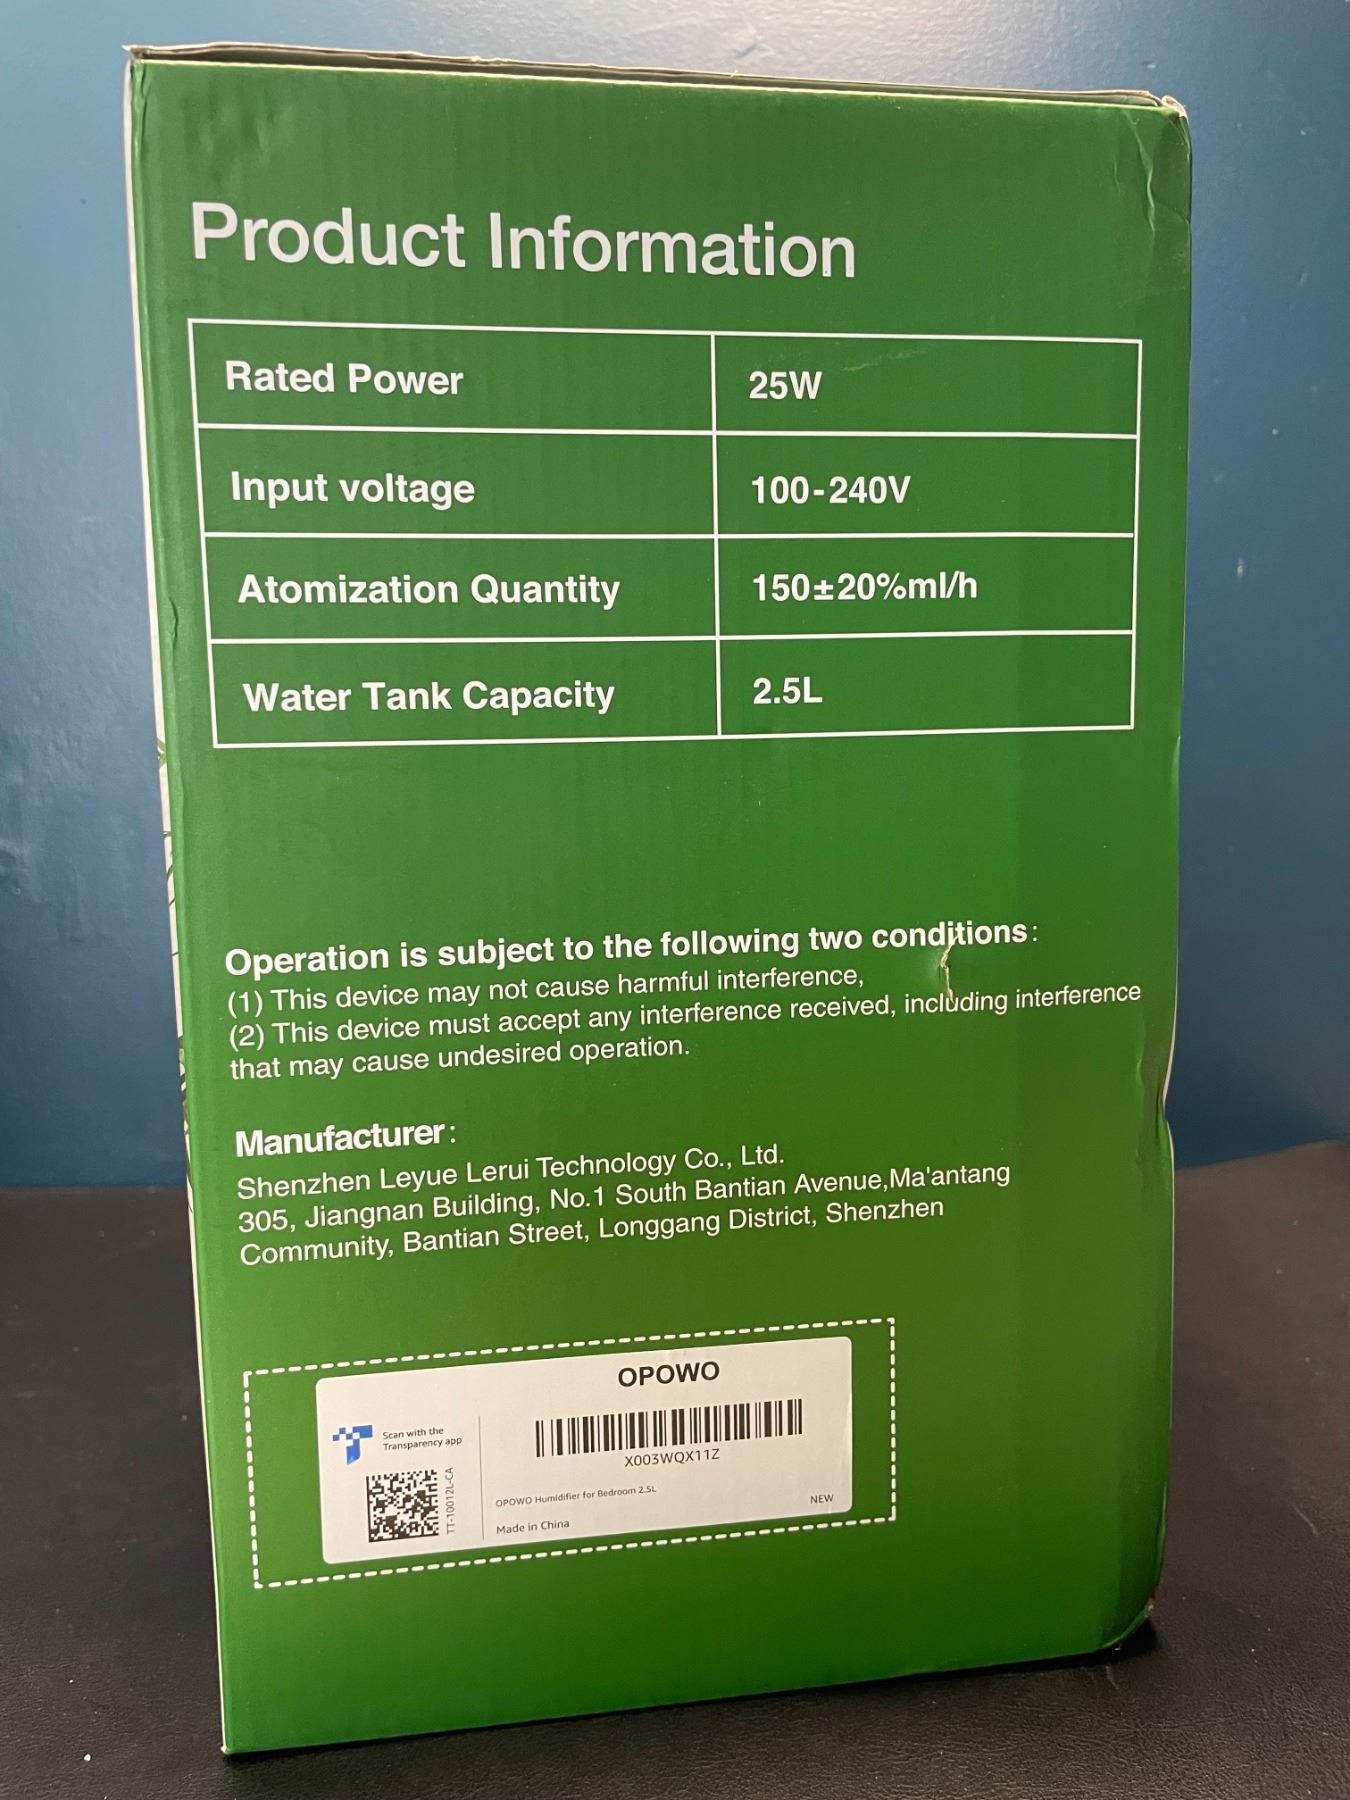 Product Information
Rated Power 25W
Input voltage 100-240V
Atomization Quantity 150±20%ml/h
Water Tank Capacity 2.5L
Operation is subject to the following two conditions:
(1) This device may not cause harmful interference,
(2) This device must accept any interference received, including interference
that may cause undesired operation.
Manufacturer:
Shenzhen Leyue Lerui Technology Co., Ltd.
305, Jiangnan Building, No.1 South Bantian Avenue,Ma'antang
Community, Bantian Street, Longgang District, Shenzhen
OPOWO
Scan with the
Transparency app
TT-10012L-CA
X003WQX11Z
OPOWO Humidifier for Bedroom 2.5L
NEW
Made in China